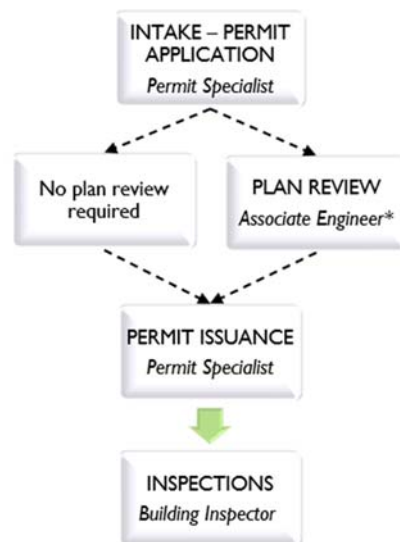 INTAKE – PERMIT
APPLICATION
Permit Specialist
No plan review
required
PLAN REVIEW
Associate Engineer*
PERMIT ISSUANCE
Permit Specialist
INSPECTIONS
Building Inspector